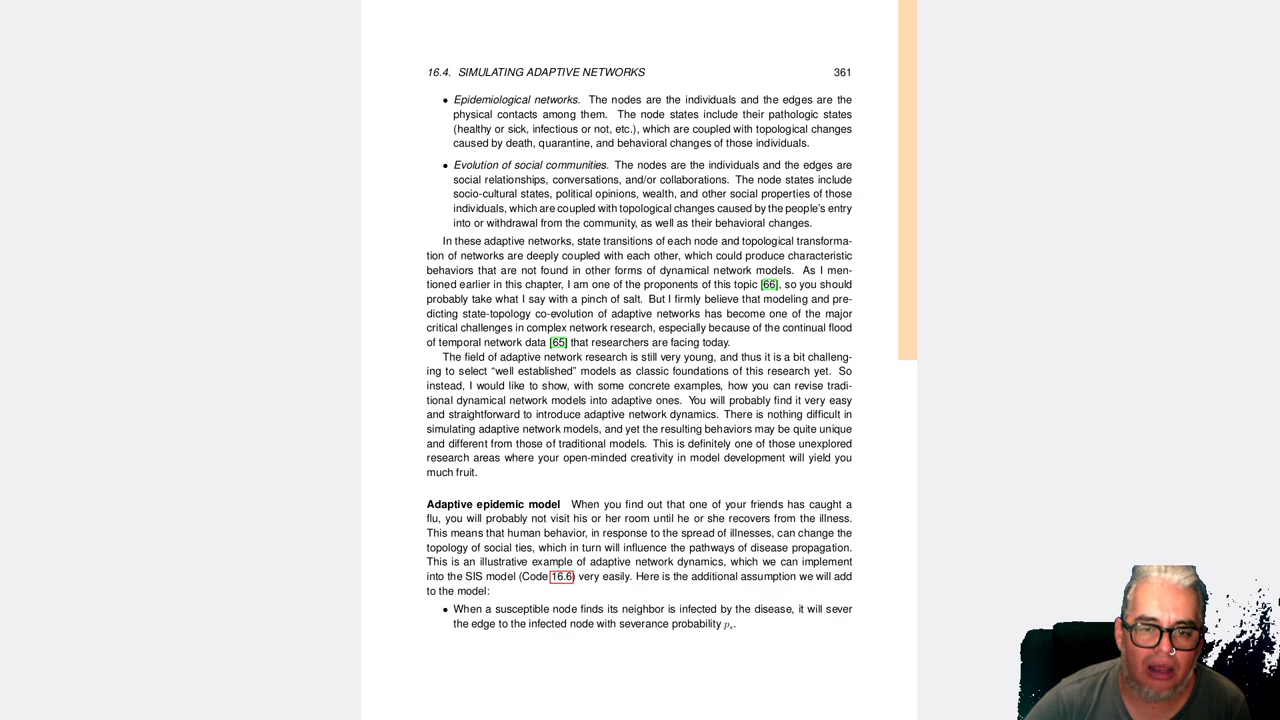 16.4. SIMULATING ADAPTIVE NETWORKS 361
• Epidemiological networks. The nodes are the individuals and the edges are the
physical contacts among them. The node states include their pathologic states
(healthy or sick, infectious or not, etc.), which are coupled with topological changes
caused by death, quarantine, and behavioral changes of those individuals.
• Evolution of social communities. The nodes are the individuals and the edges are
social relationships, conversations, and/or collaborations. The node states include
socio-cultural states, political opinions, wealth, and other social properties of those
individuals, which are coupled with topological changes caused by the people's entry
into or withdrawal from the community, as well as their behavioral changes.
In these adaptive networks, state transitions of each node and topological transforma-
tion of networks are deeply coupled with each other, which could produce characteristic
behaviors that are not found in other forms of dynamical network models. As I men-
tioned earlier in this chapter, I am one of the proponents of this topic [66], so you should
probably take what I say with a pinch of salt. But I firmly believe that modeling and pre-
dicting state-topology co-evolution of adaptive networks has become one of the major
critical challenges in complex network research, especially because of the continual flood
of temporal network data [65] that researchers are facing today.
The field of adaptive network research is still very young, and thus it is a bit challeng-
ing to select “well established” models as classic foundations of this research yet. So
instead, I would like to show, with some concrete examples, how you can revise tradi-
tional dynamical network models into adaptive ones. You will probably find it very easy
and straightforward to introduce adaptive network dynamics. There is nothing difficult in
simulating adaptive network models, and yet the resulting behaviors may be quite unique
and different from those of traditional models. This is definitely one of those unexplored
research areas where your open-minded creativity in model development will yield you
much fruit.
Adaptive epidemic model When you find out that one of your friends has caught a
flu, you will probably not visit his or her room until he or she recovers from the illness.
This means that human behavior, in response to the spread of illnesses, can change the
topology of social ties, which in turn will influence the pathways of disease propagation.
This is an illustrative example of adaptive network dynamics, which we can implement
into the SIS model (Code 16.6) very easily. Here is the additional assumption we will add
to the model:
• When a susceptible node finds its neighbor is infected by the disease, it will sever
the edge to the infected node with severance probability pₛ.